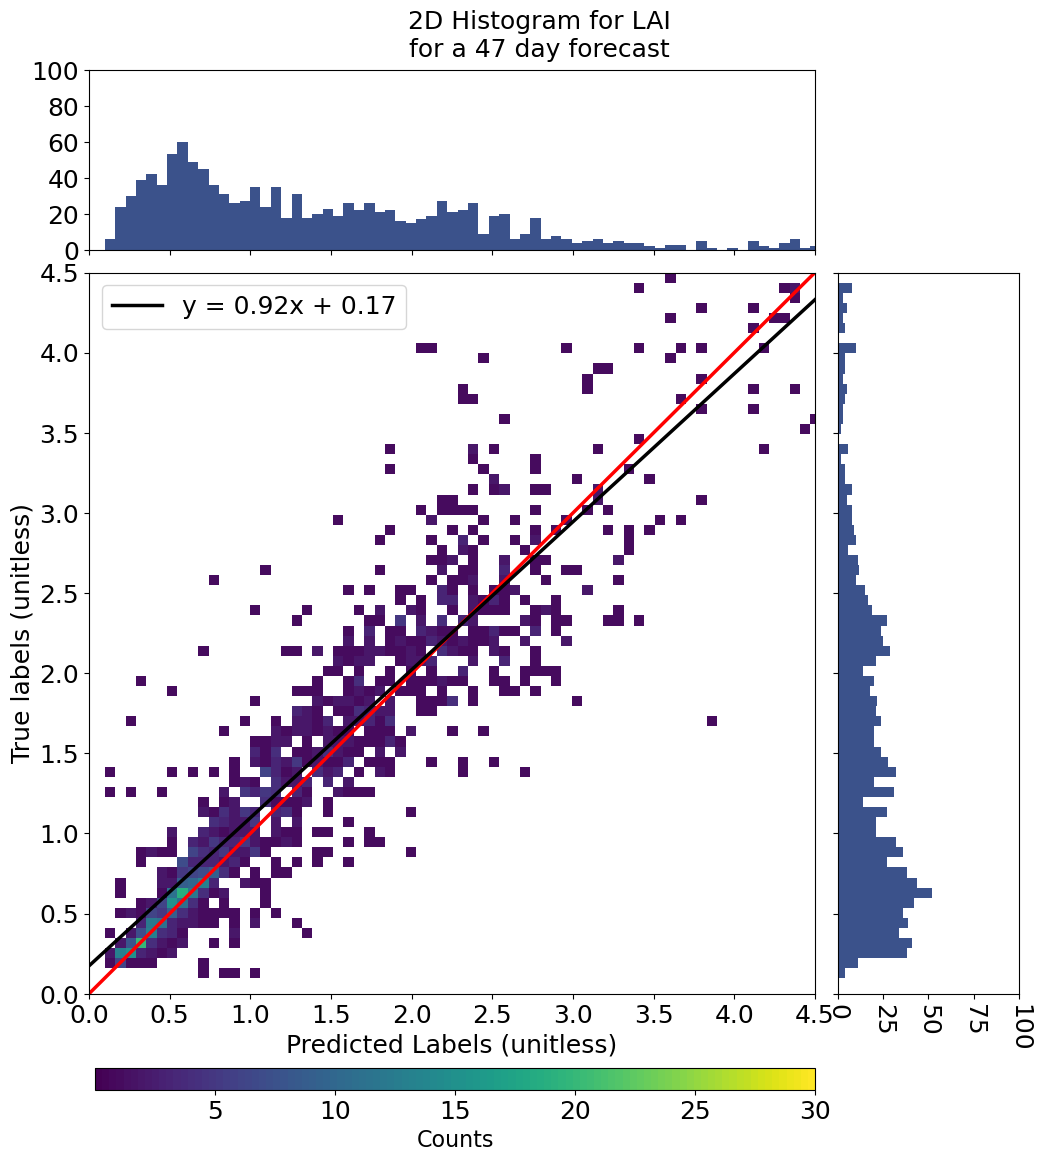 2D Histogram for LAI
for a 47 day forecast
100
80
60
40
20
0
4.5
4.0
3.5
3.0
2.5
2.0
1.5
1.0
0.5
0.0
True labels (unitless)
y = 0.92x + 0.17
0.0 0.5 1.0 1.5 2.0 2.5 3.0 3.5 4.0 4.5
Predicted Labels (unitless)
0 25 50 75 100
5 10 15 20 25 30
Counts